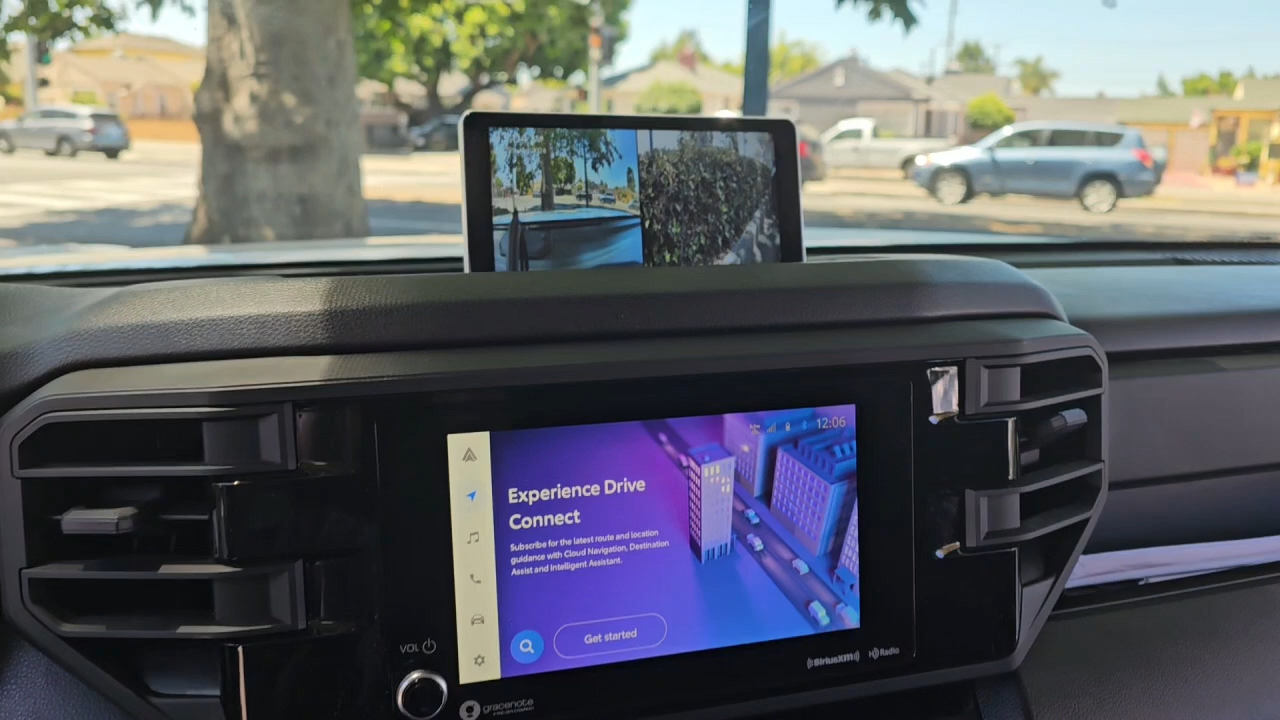 12:06
Experience Drive
Connect
Subscribe for the latest route and location
guidance with Cloud Navigation, Destination
Assist and Intelligent Assistant.
Get started
VOL
SiriusXM
HD Radio
gracenote